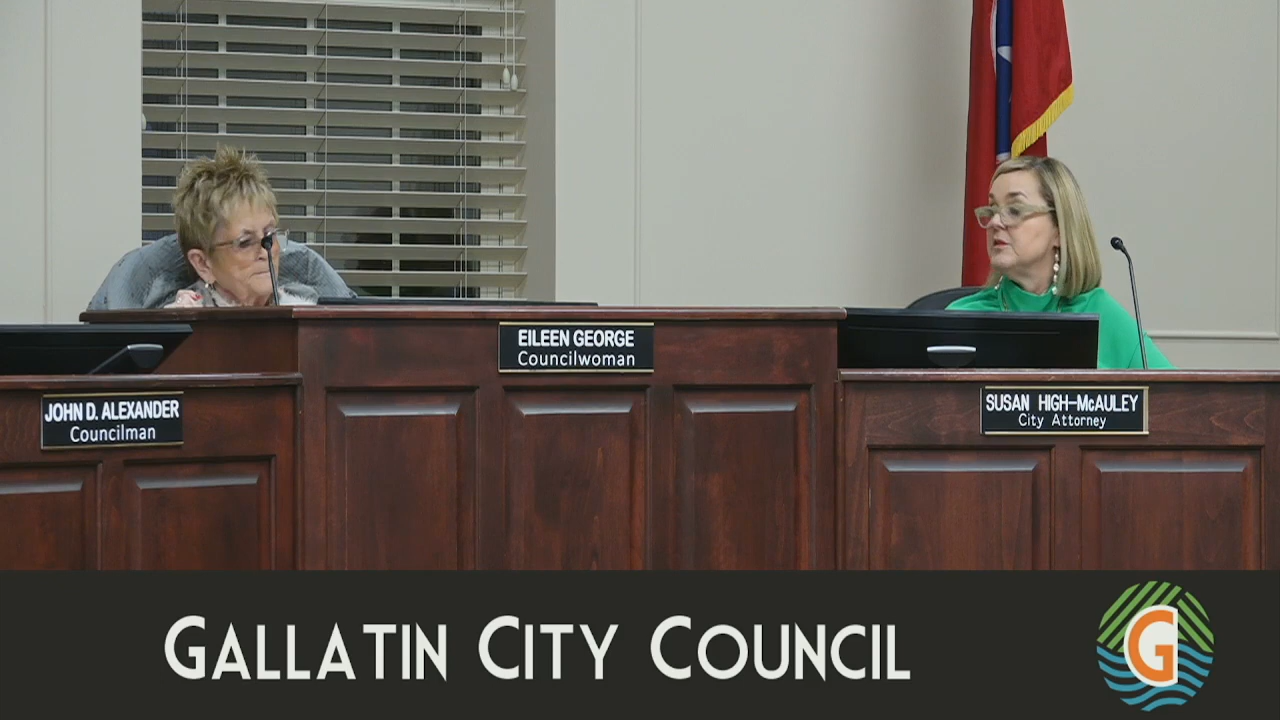 EILEEN GEORGE
Councilwoman
JOHN D. ALEXANDER
Councilman
SUSAN HIGH-McAULEY
City Attorney
GALLATIN CITY COUNCIL
G